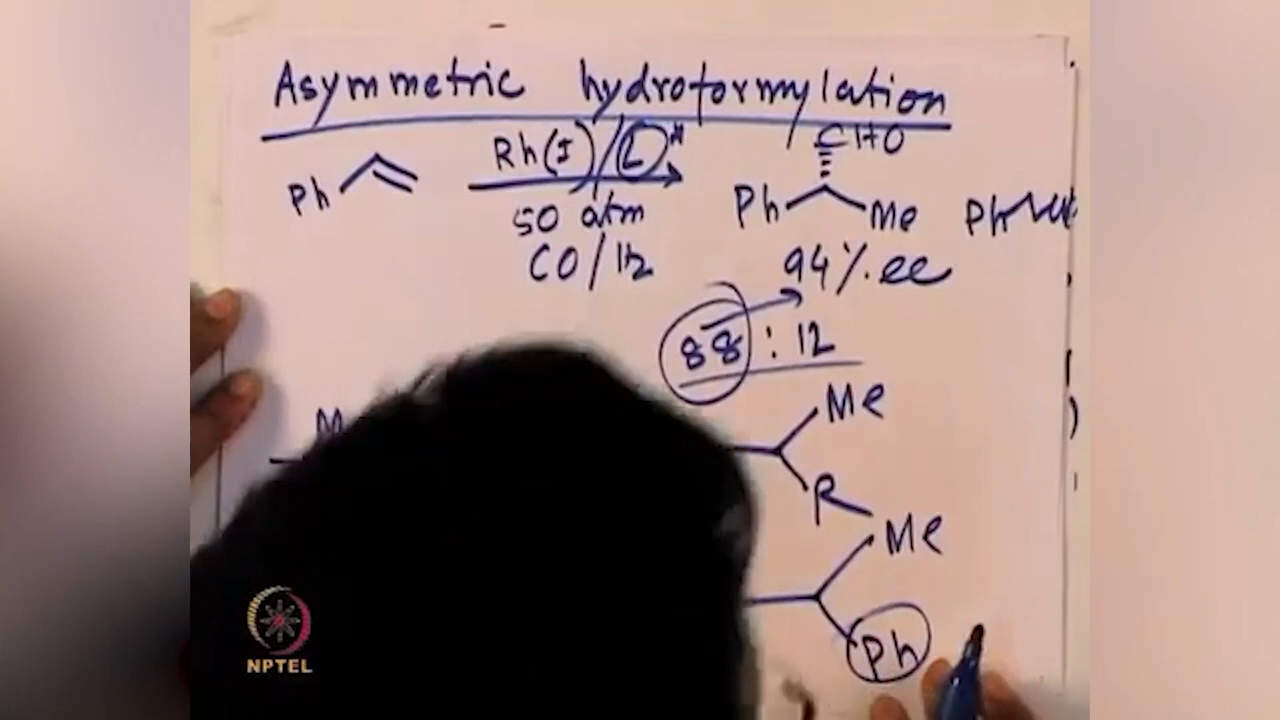 Asymmetric hydroformylation
Rh(I)/L*
CHO
Ph
Ph
Me
Ph
50 atm
CO/H2
94%.ee
88 : 12
Me
R
Me
Ph
NPTEL